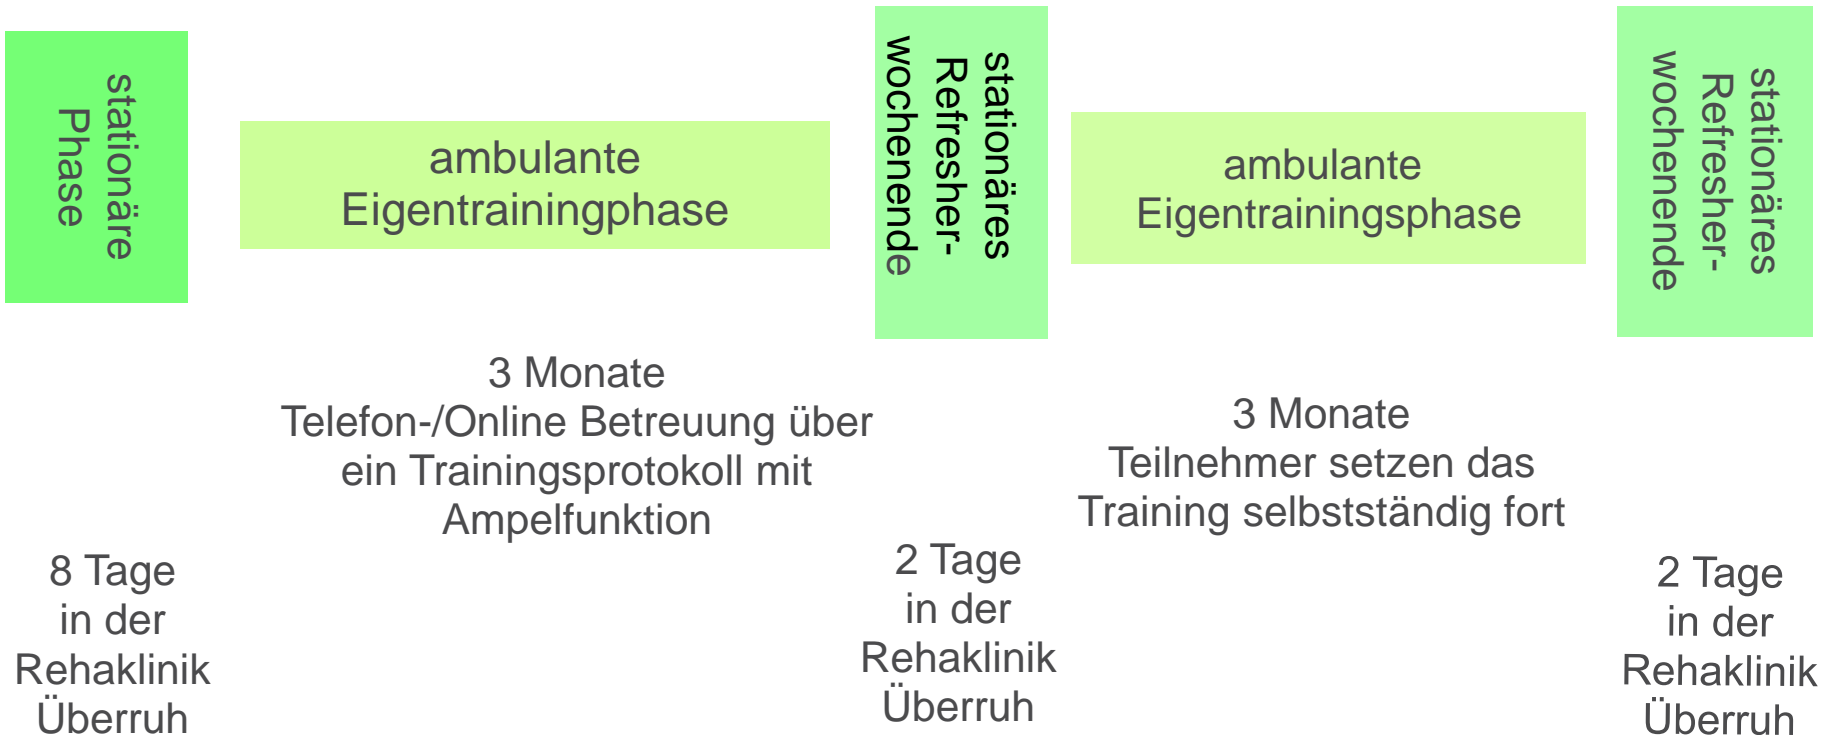 stationäre
Phase
ambulante
Eigentrainingphase
stationäres
Refresher-
wochenende
ambulante
Eigentrainingsphase
stationäres
Refresher-
wochenende
3 Monate
Telefon-/Online Betreuung über
ein Trainingsprotokoll mit
Ampelfunktion
3 Monate
Teilnehmer setzen das
Training selbstständig fort
8 Tage
in der
Rehaklinik
Überruh
2 Tage
in der
Rehaklinik
Überruh
2 Tage
in der
Rehaklinik
Überruh